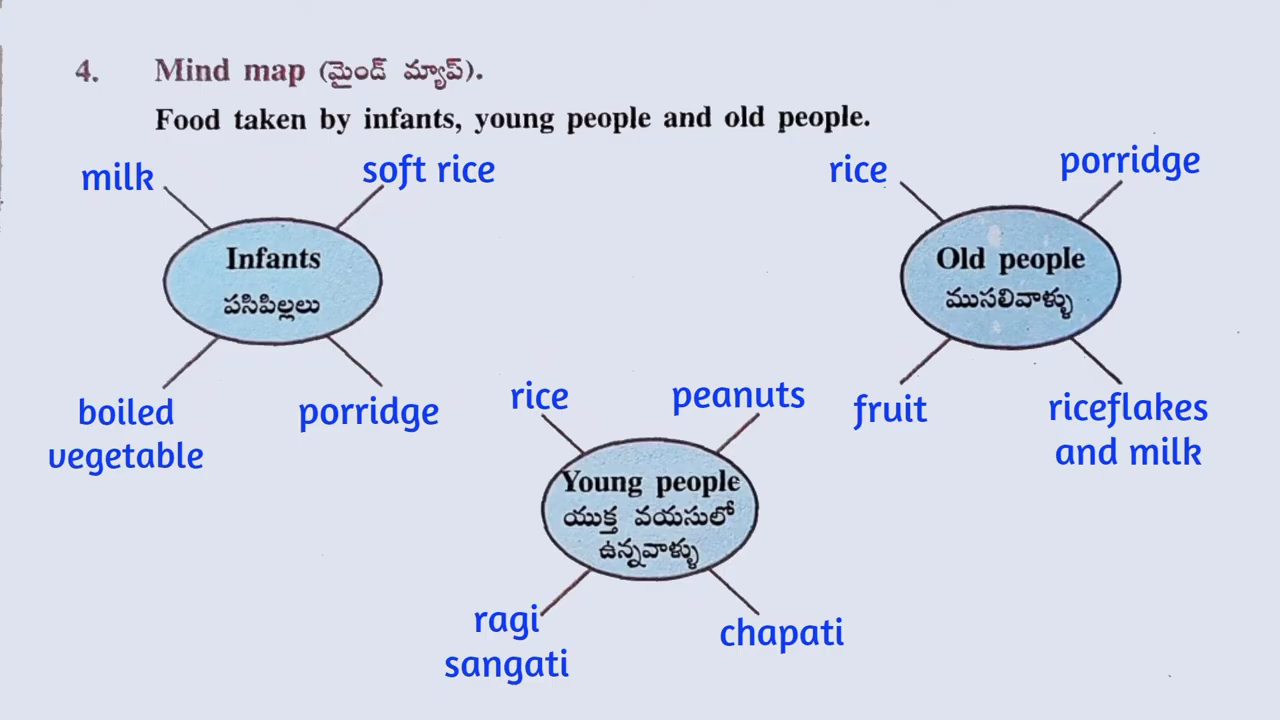 4. Mind map (మైండ్ మ్యాప్).
Food taken by infants, young people and old people.
milk
soft rice
Infants
పసిపిల్లలు
boiled
vegetable
porridge
rice
porridge
Old people
ముసలివాళ్ళు
fruit
riceflakes
and milk
rice
peanuts
Young people
యుక్త వయసులో
ఉన్నవాళ్ళు
ragi
sangati
chapati